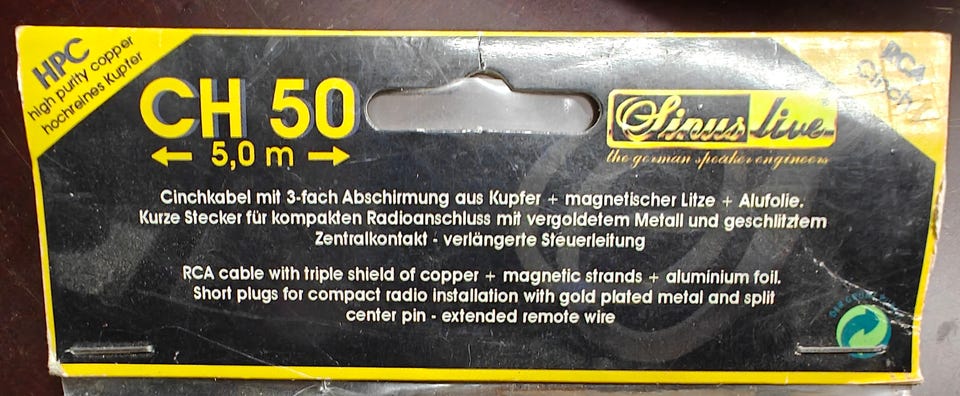 HPC
high purity copper
hochreines Kupfer
CH 50
← 5,0 m →
Sinus live
the german speaker engineers
RCA
Cinch
Cinchkabel mit 3-fach Abschirmung aus Kupfer + magnetischer Litze + Alufolie.
Kurze Stecker für kompakten Radioanschluss mit vergoldetem Metall und geschlitztem
Zentralkontakt - verlängerte Steuerleitung
RCA cable with triple shield of copper + magnetic strands + aluminium foil.
Short plugs for compact radio installation with gold plated metal and split
center pin - extended remote wire